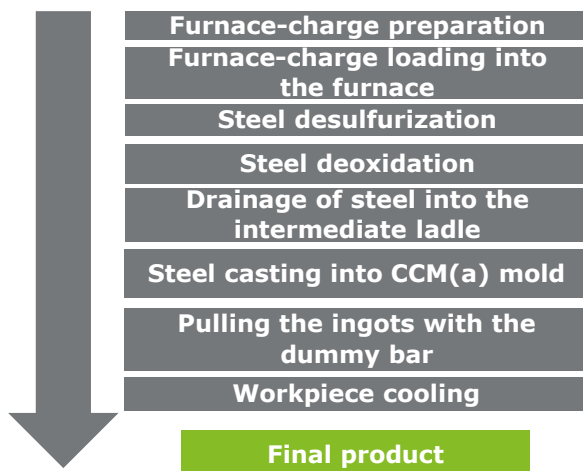 Furnace-charge preparation
Furnace-charge loading into
the furnace
Steel desulfurization
Steel deoxidation
Drainage of steel into the
intermediate ladle
Steel casting into CCM(a) mold
Pulling the ingots with the
dummy bar
Workpiece cooling
Final product